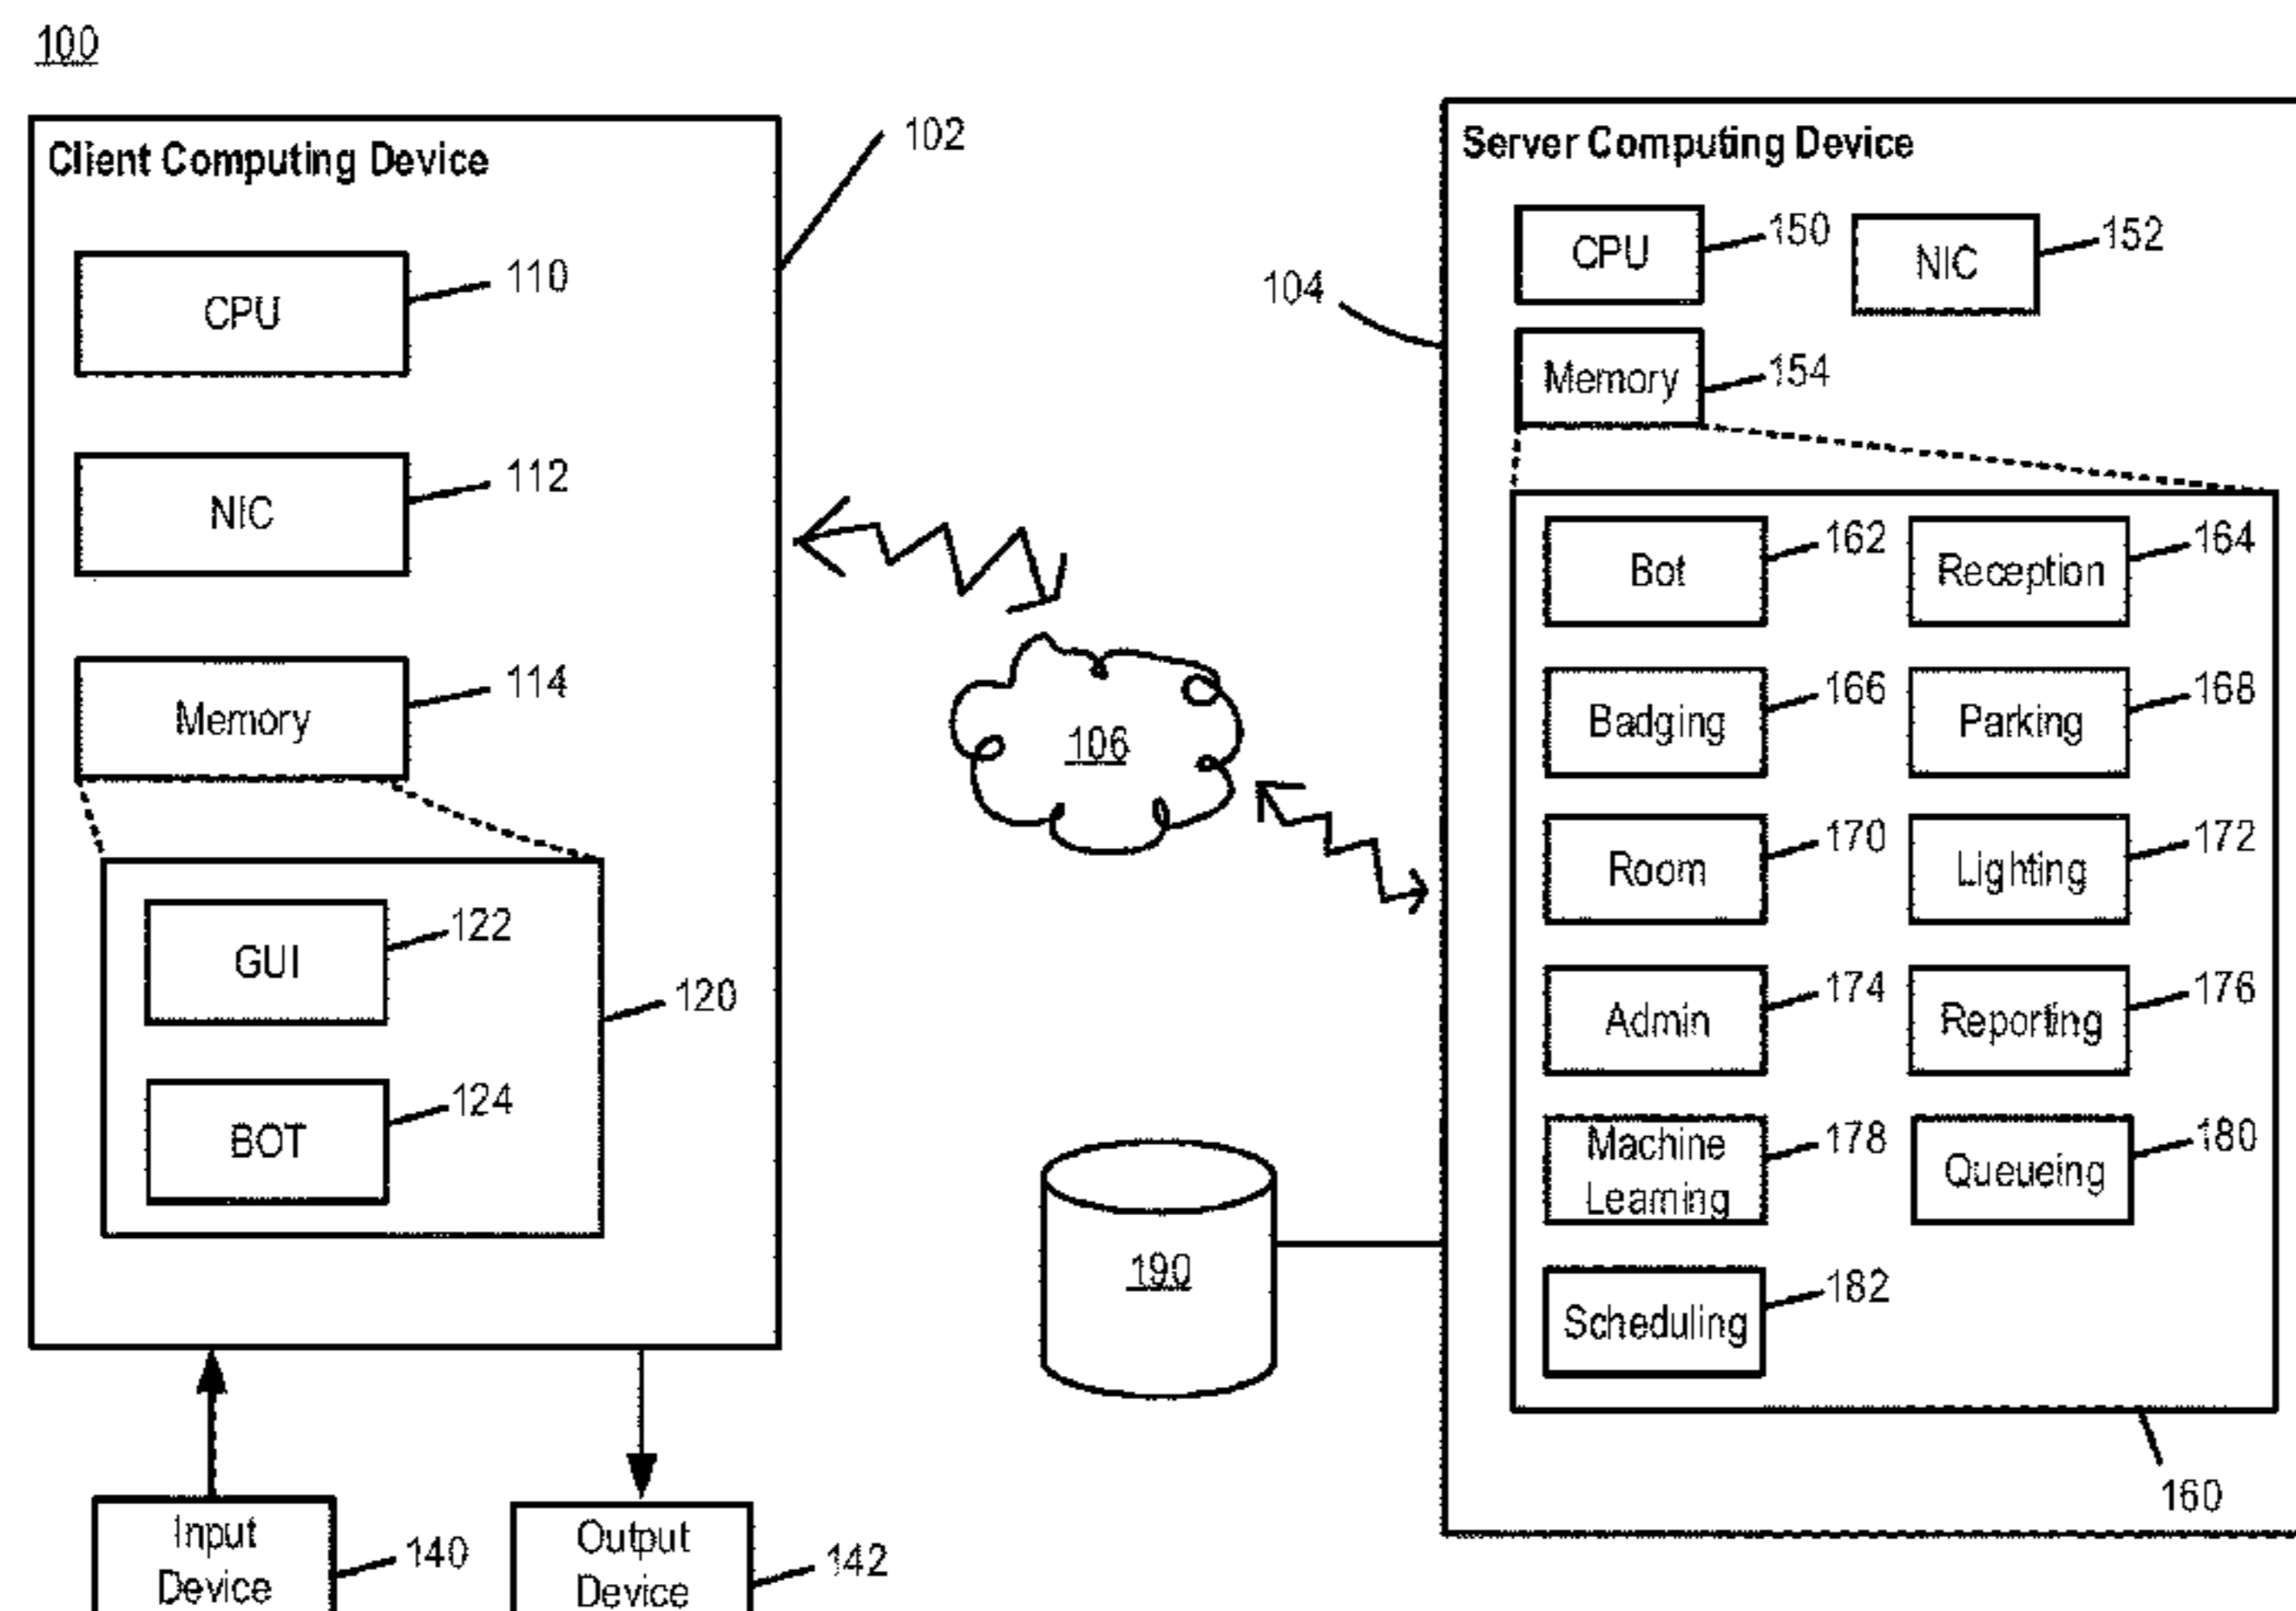 100
Client Computing Device
102
CPU
110
NIC
112
Memory
114
GUI
122
BOT
124
120
Input
Device
140
Output
Device
142
106
190
104
Server Computing Device
CPU
150
NIC
152
Memory
154
Bot
162
Reception
164
Badging
166
Parking
168
Room
170
Lighting
172
Admin
174
Reporting
176
Machine
Learning
178
Queueing
180
Scheduling
182
160